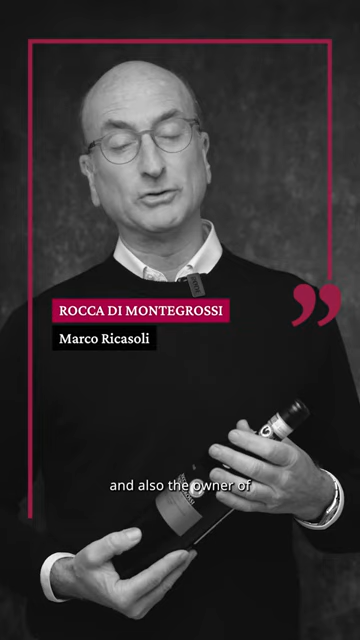 ROCCA DI MONTEGROSSI
Marco Ricasoli
and also the owner of